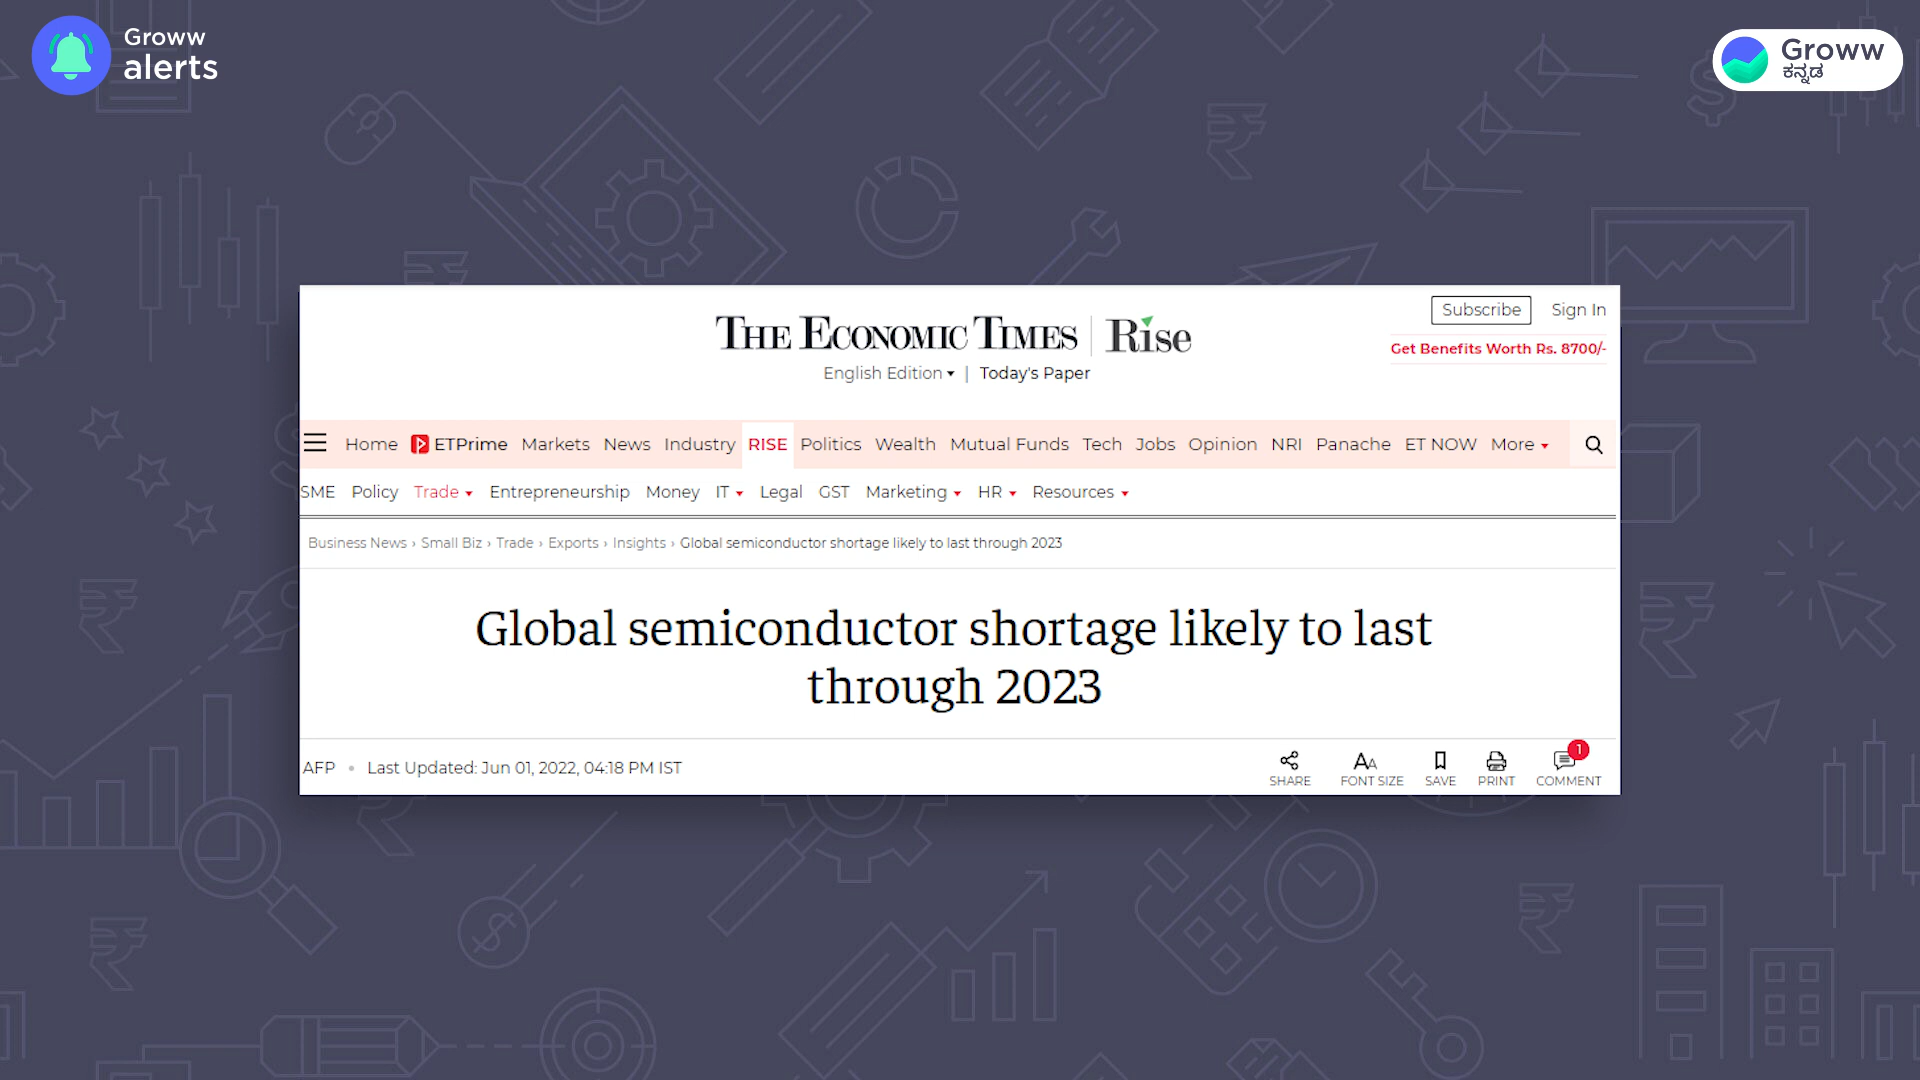 Groww
alerts
Groww
ಕನ್ನಡ
Subscribe Sign In
THE ECONOMIC TIMES | Rise
Get Benefits Worth Rs. 8700/-
English Edition | Today's Paper
Home ETPrime Markets News Industry RISE Politics Wealth Mutual Funds Tech Jobs Opinion NRI Panache ET NOW More
SME Policy Trade Entrepreneurship Money IT Legal GST Marketing HR Resources
Business News › Small Biz › Trade › Exports › Insights › Global semiconductor shortage likely to last through 2023
Global semiconductor shortage likely to last
through 2023
AFP • Last Updated: Jun 01, 2022, 04:18 PM IST
1
SHARE FONT SIZE SAVE PRINT COMMENT